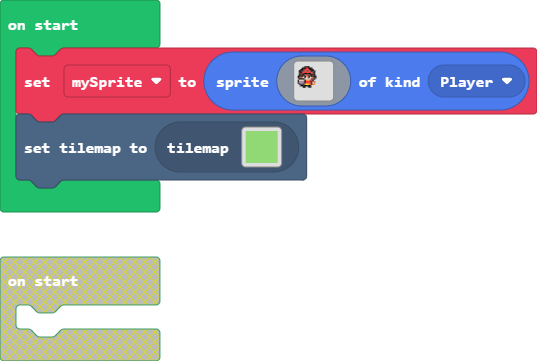 on start
set mySprite to sprite of kind Player
set tilemap to tilemap
on start